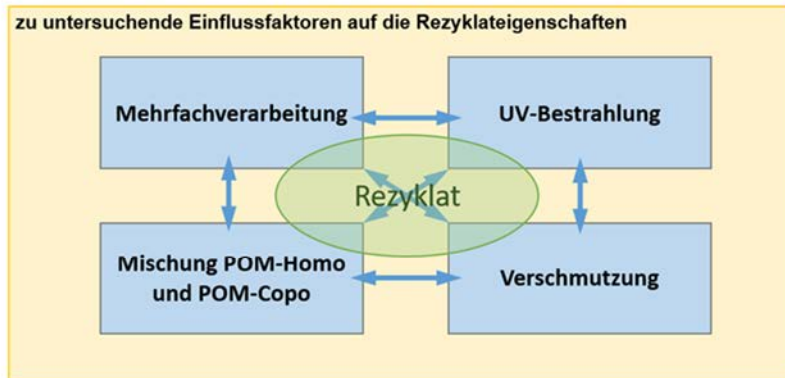 zu untersuchende Einflussfaktoren auf die Rezyklateigenschaften
Mehrfachverarbeitung
UV-Bestrahlung
Rezyklat
Mischung POM-Homo
und POM-Copo
Verschmutzung